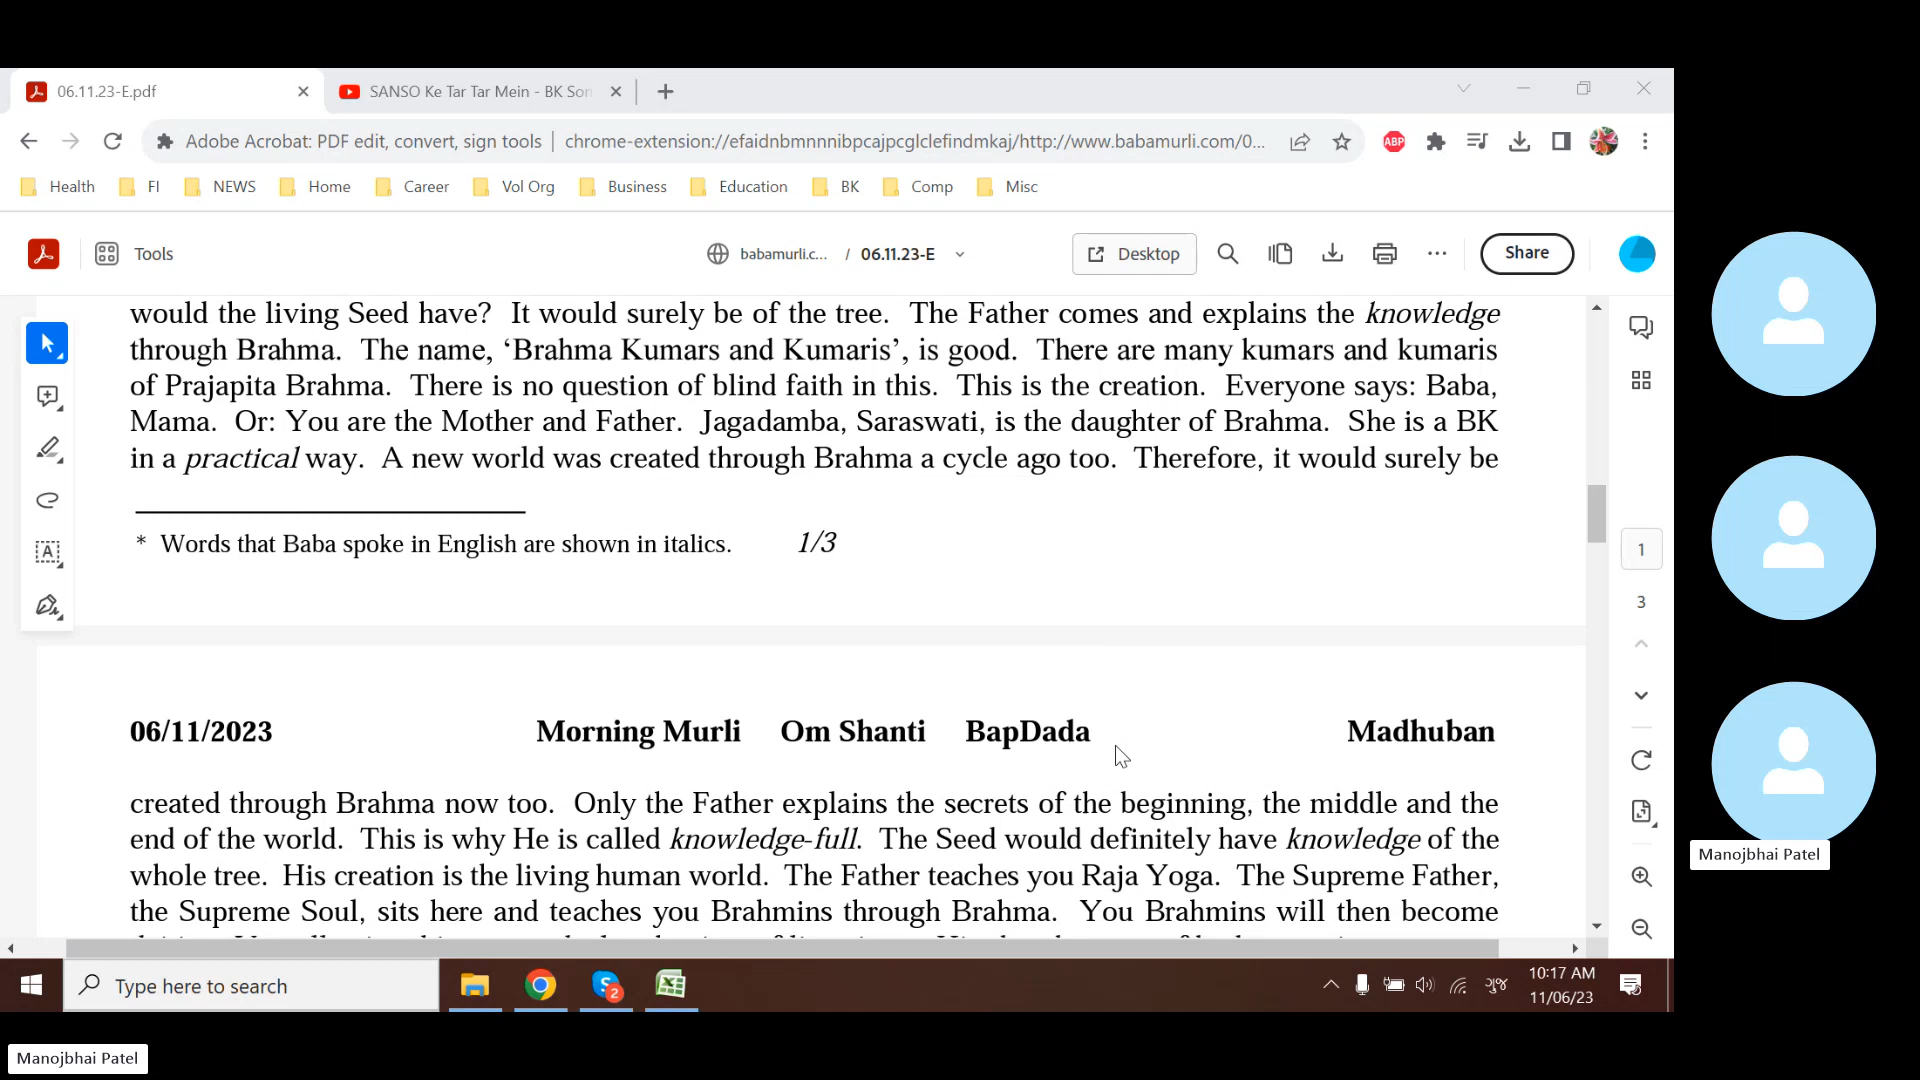 06.11.23-E.pdf
SANSO Ke Tar Tar Mein - BK Son
Adobe Acrobat: PDF edit, convert, sign tools | chrome-extension://efaidnbmnnnibpcajpcglclefindmkaj/http://www.babamurli.com/0...
ABP
Health FI NEWS Home Career Vol Org Business Education BK Comp Misc
Tools babamurli.c... / 06.11.23-E Desktop Share
would the living Seed have? It would surely be of the tree. The Father comes and explains the knowledge
through Brahma. The name, ‘Brahma Kumars and Kumaris’, is good. There are many kumars and kumaris
of Prajapita Brahma. There is no question of blind faith in this. This is the creation. Everyone says: Baba,
Mama. Or: You are the Mother and Father. Jagadamba, Saraswati, is the daughter of Brahma. She is a BK
in a practical way. A new world was created through Brahma a cycle ago too. Therefore, it would surely be
* Words that Baba spoke in English are shown in italics. 1/3
1
3
06/11/2023 Morning Murli Om Shanti BapDada Madhuban
created through Brahma now too. Only the Father explains the secrets of the beginning, the middle and the
end of the world. This is why He is called knowledge-full. The Seed would definitely have knowledge of the
whole tree. His creation is the living human world. The Father teaches you Raja Yoga. The Supreme Father,
the Supreme Soul, sits here and teaches you Brahmins through Brahma. You Brahmins will then become
Type here to search
2
ગુજ
10:17 AM
11/06/23
Manojbhai Patel
Manojbhai Patel